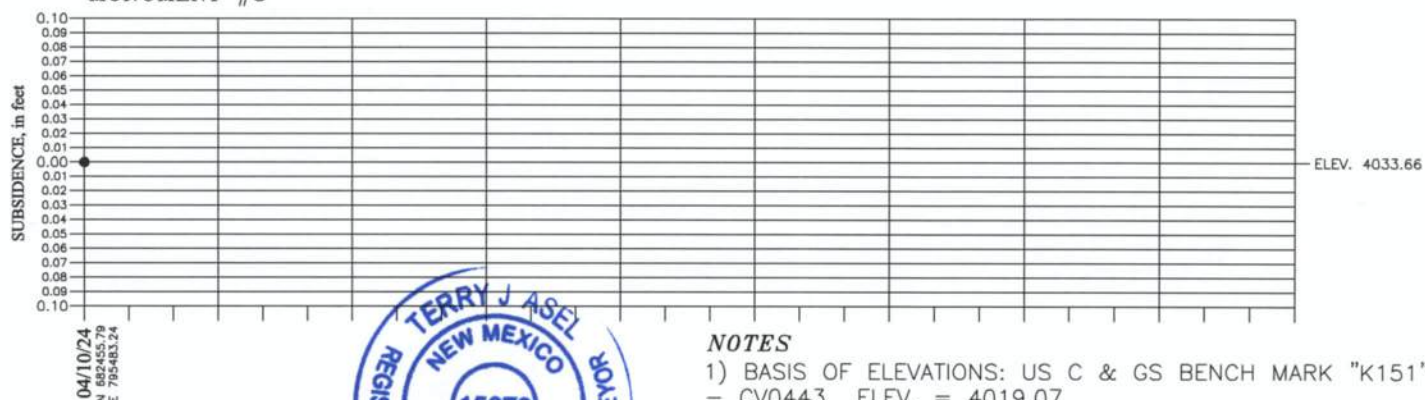 0.10
0.09
0.08
0.07
0.06
0.05
0.04
0.03
0.02
0.01
0.00
0.01
0.02
0.03
0.04
0.05
0.06
0.07
0.08
0.09
0.10
SUBSIDENCE, in feet
ELEV. 4033.66
04/10/24
N 682455.79
E 795483.24
TERRY J ASEL
NEW MEXICO
NOTES
1) BASIS OF ELEVATIONS: US C & GS BENCH MARK "K151"
– CV0443, ELEV. = 4019.07